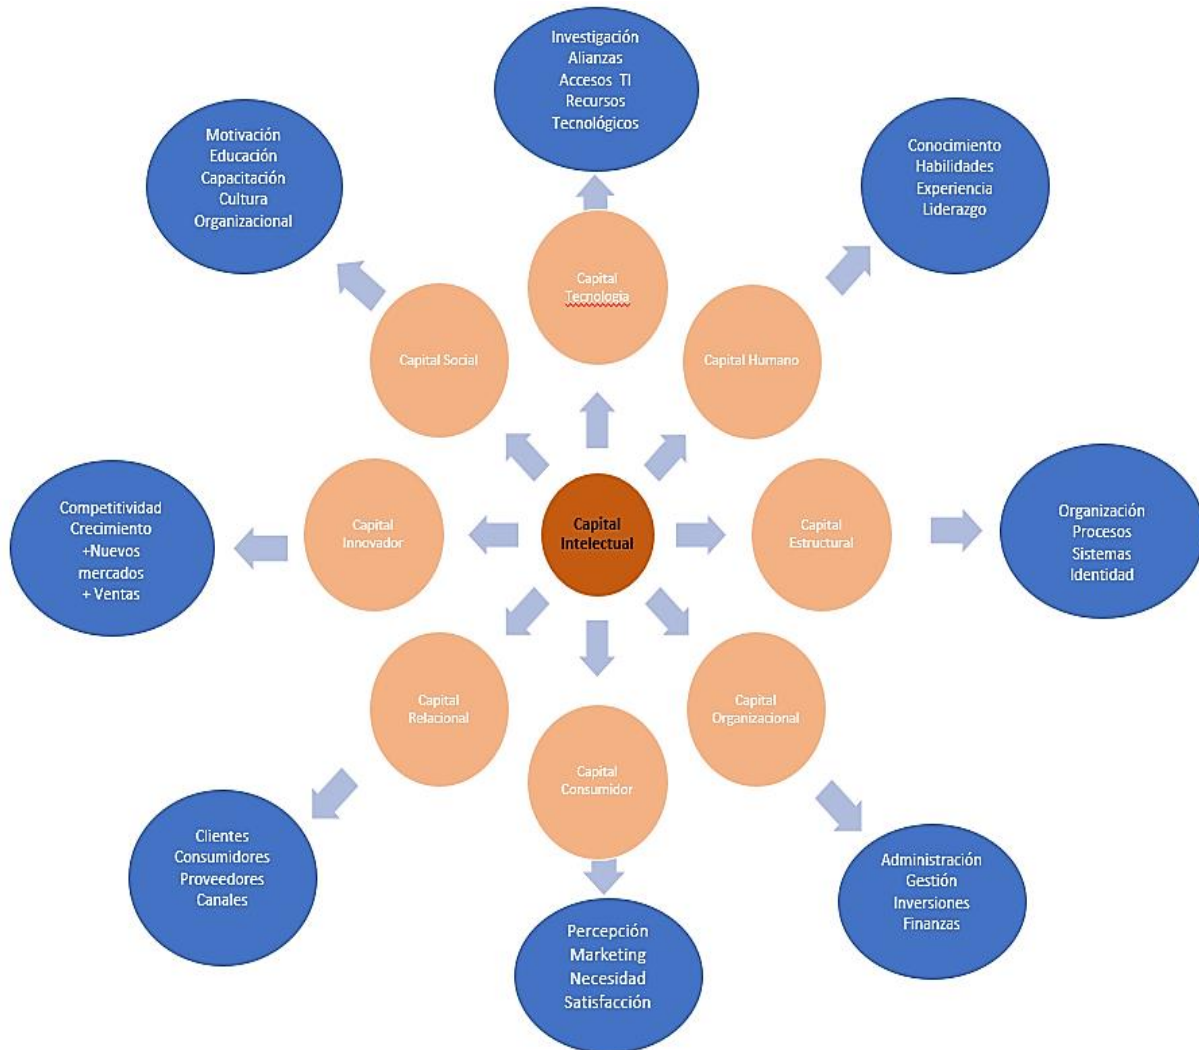 Investigación
Alianzas
Accesos TI
Recursos
Tecnológicos
Motivación
Educación
Capacitación
Cultura
Organizacional
Conocimiento
Habilidades
Experiencia
Liderazgo
Capital
Tecnologia
Capital Social
Capital Humano
Competitividad
Crecimiento
+Nuevos
mercados
+ Ventas
Capital
Innovador
Capital
Intelectual
Capital
Estructural
Organización
Procesos
Sistemas
Identidad
Capital
Relacional
Capital
Consumidor
Capital
Organizacional
Clientes
Consumidores
Proveedores
Canales
Percepción
Marketing
Necesidad
Satisfacción
Administración
Gestión
Inversiones
Finanzas